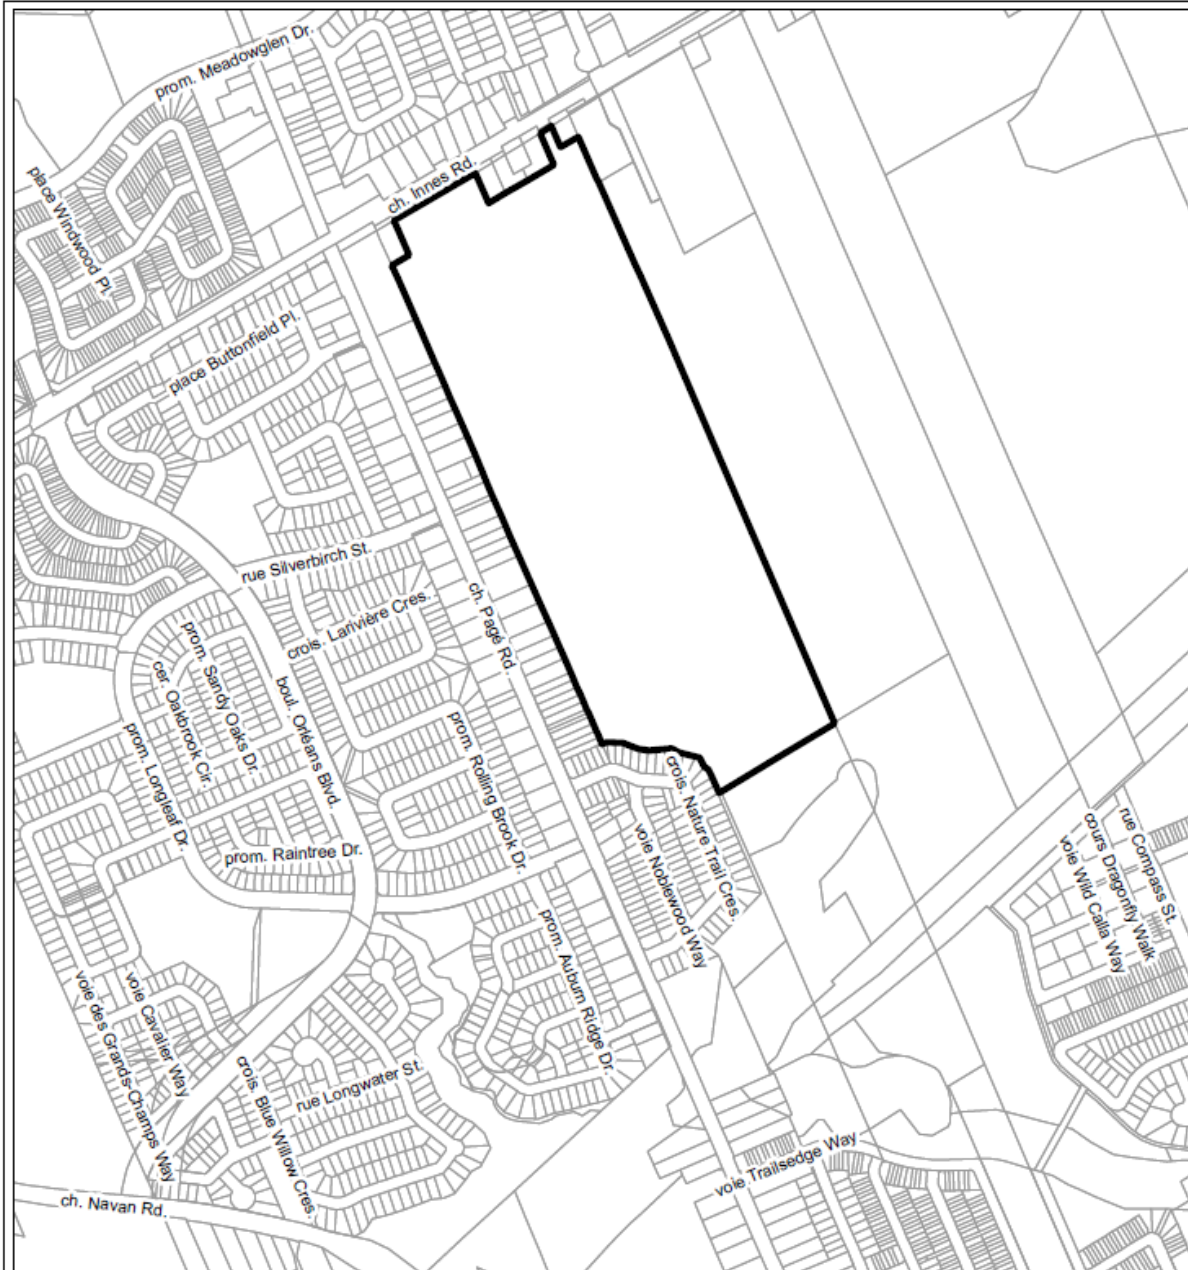 prom. Meadowglen Dr.
place Windwood Pl.
ch. Innes Rd.
place Buttonfield Pl.
rue Silverbirch St.
crois. Larivière Cres.
ch. Pagé Rd.
prom. Sandy Oaks Dr.
cer. Oakbrook Cir.
boul. Orléans Blvd.
prom. Longleaf Dr.
prom. Rolling Brook Dr.
crois. Nature Trail Cres.
voie Noblewood Way
prom. Raintree Dr.
rue Compass St.
cours Dragonfly Walk
voie Wild Calla Way
prom. Auburn Ridge Dr.
voie Cavalier Way
voie des Grands-Champs Way
crois. Blue Willow Cres.
rue Longwater St.
voie Trailsedge Way
ch. Navan Rd.